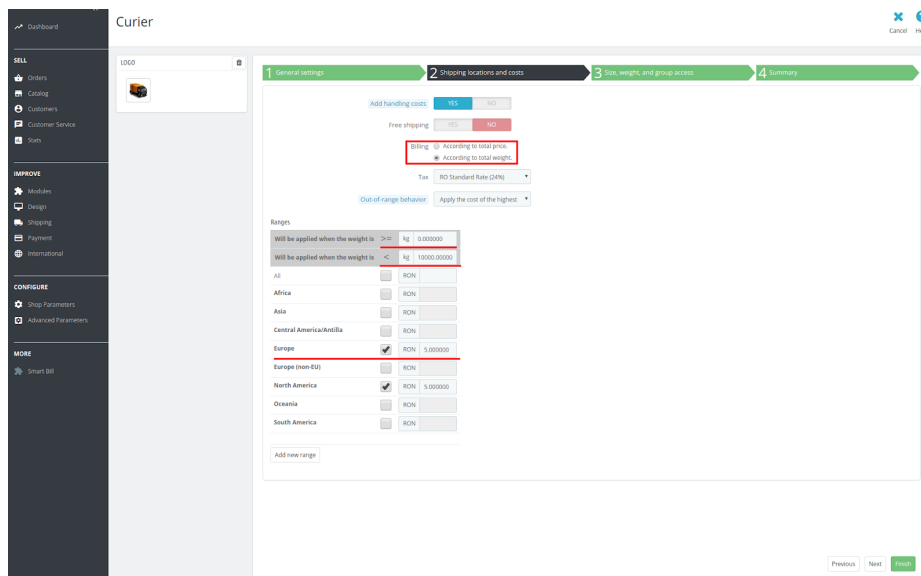 Dashboard
SELL
Orders
Catalog
Customers
Customer Service
Stats
IMPROVE
Modules
Design
Shipping
Payment
International
CONFIGURE
Shop Parameters
Advanced Parameters
MORE
Smart Bill
Curier
Cancel
LOGO
1 General settings
2 Shipping locations and costs
3 Size, weight, and group access
4 Summary
Add handling costs YES NO
Free shipping YES NO
Billing According to total price.
According to total weight.
Tax RO Standard Rate (24%)
Out-of-range behavior Apply the cost of the highest
Ranges
Will be applied when the weight is >= kg 0.000000
Will be applied when the weight is < kg 10000.00000
All RON
Africa RON
Asia RON
Central America/Antilla RON
Europe RON 5.000000
Europe (non-EU) RON
North America RON 5.000000
Oceania RON
South America RON
Add new range
Previous Next Finish